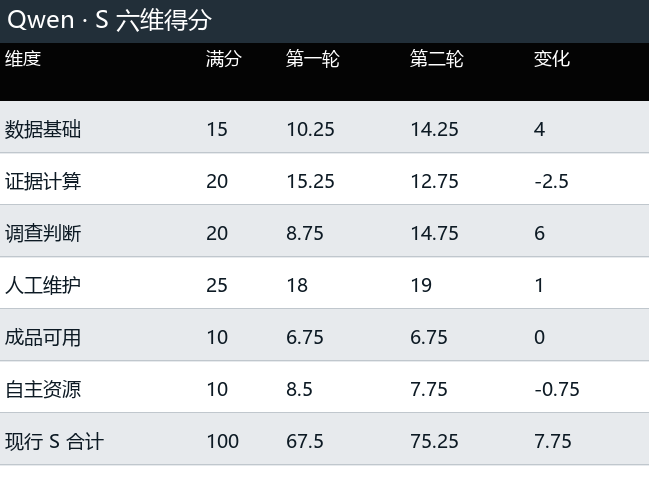 Qwen · S 六维得分
维度 满分 第一轮 第二轮 变化
数据基础 15 10.25 14.25 4
证据计算 20 15.25 12.75 -2.5
调查判断 20 8.75 14.75 6
人工维护 25 18 19 1
成品可用 10 6.75 6.75 0
自主资源 10 8.5 7.75 -0.75
现行 S 合计 100 67.5 75.25 7.75